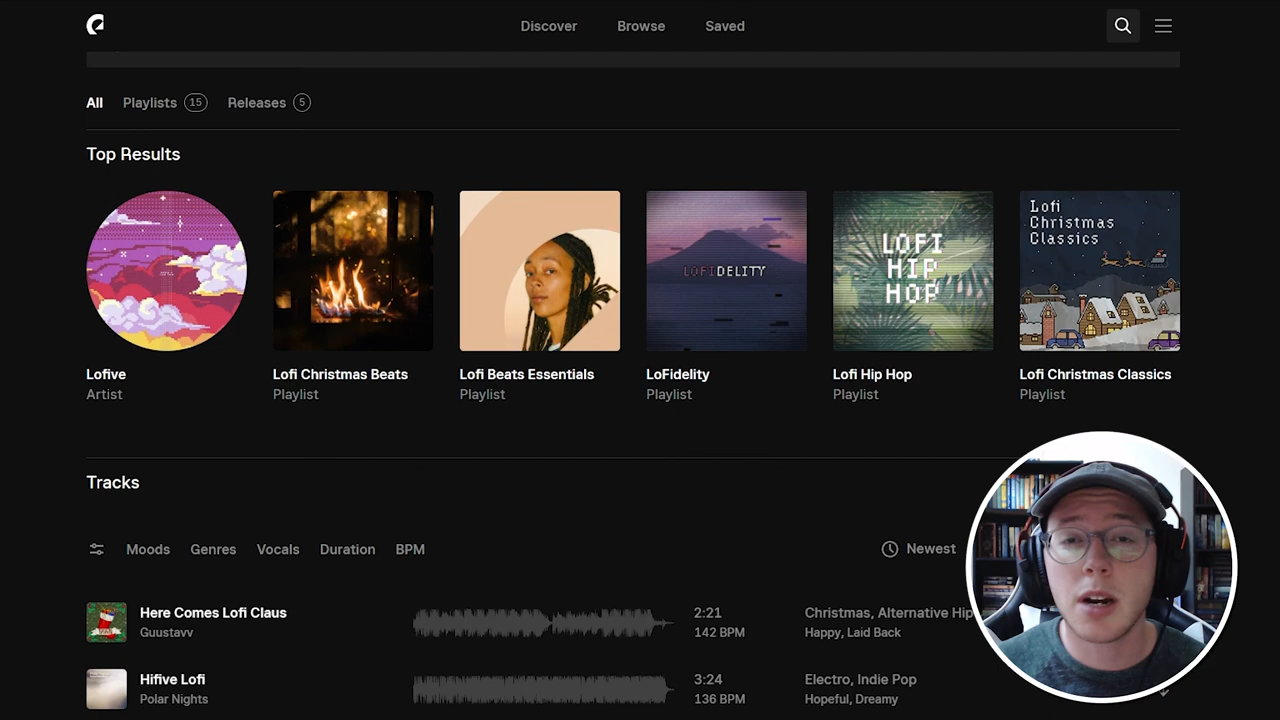 Discover Browse Saved
All Playlists 15 Releases 5
Top Results
Lofi
Christmas
Classics
LOFIDELITY
LOFI
HIP
HOP
Lofive
Artist
Lofi Christmas Beats
Playlist
Lofi Beats Essentials
Playlist
LoFidelity
Playlist
Lofi Hip Hop
Playlist
Lofi Christmas Classics
Playlist
Tracks
Moods Genres Vocals Duration BPM Newest
Here Comes Lofi Claus 2:21 Christmas, Alternative Hip
Guustavv 142 BPM Happy, Laid Back
Hifive Lofi 3:24 Electro, Indie Pop
Polar Nights 136 BPM Hopeful, Dreamy